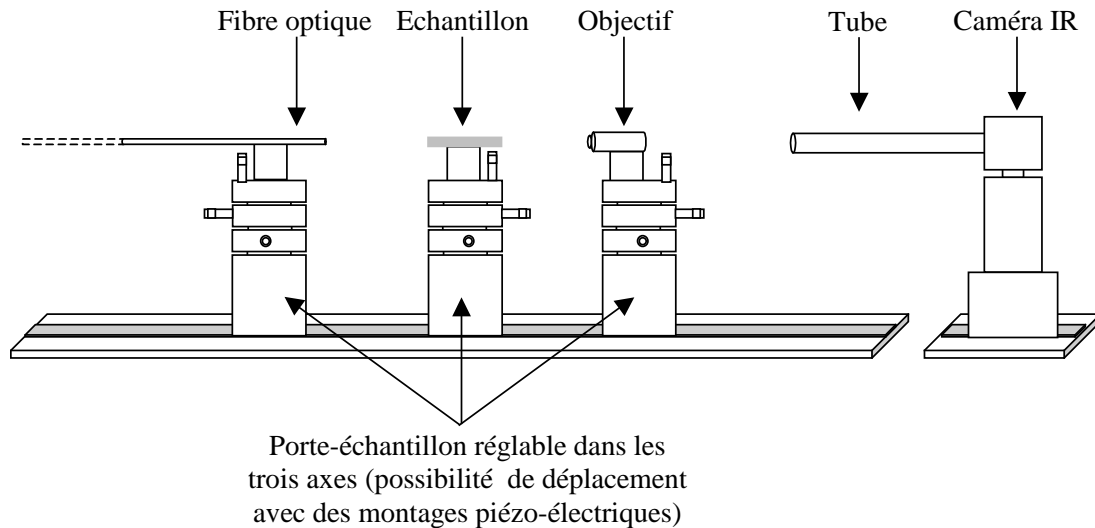 Fibre optique
Echantillon
Objectif
Tube
Caméra IR
Porte-échantillon réglable dans les
trois axes (possibilité de déplacement
avec des montages piézo-électriques)